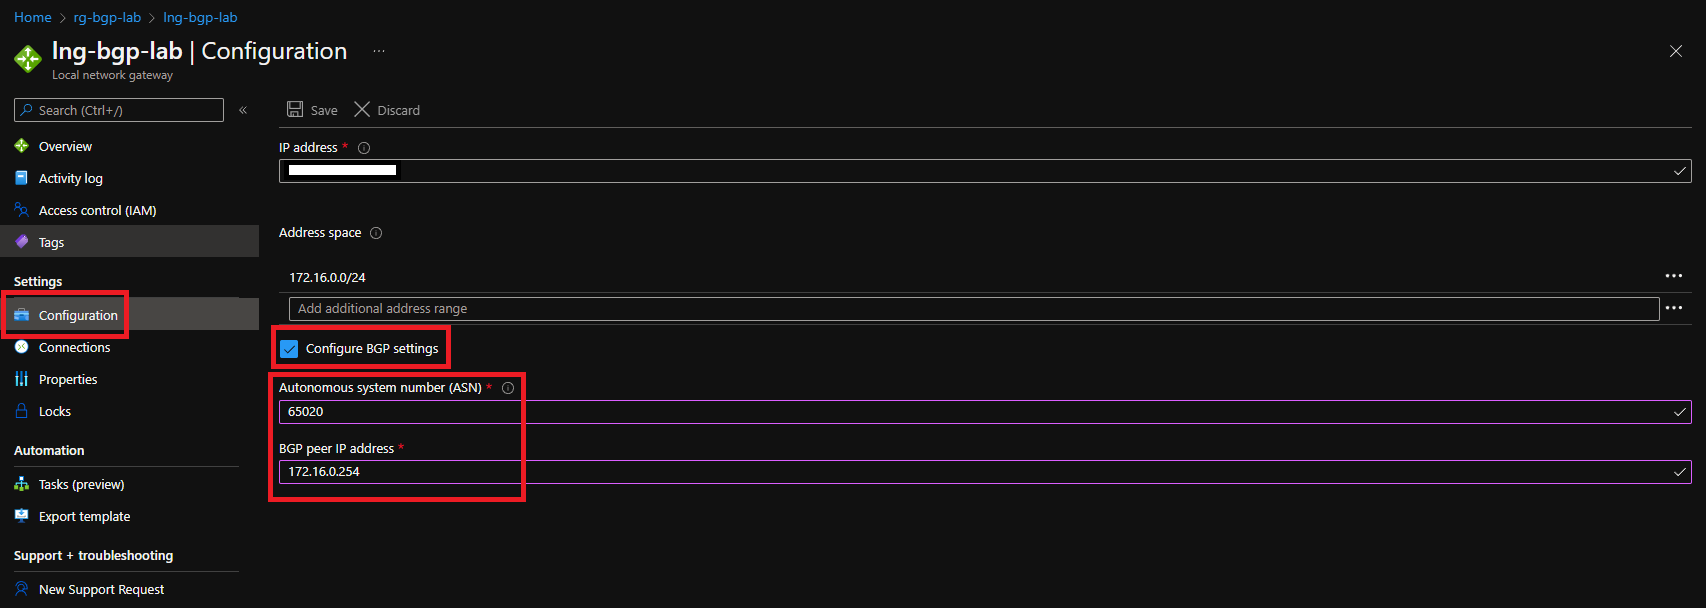 Home > rg-bgp-lab > lng-bgp-lab
lng-bgp-lab | Configuration ...
Local network gateway
Search (Ctrl+/)
«
Overview
Activity log
Access control (IAM)
Tags
Settings
Configuration
Connections
Properties
Locks
Automation
Tasks (preview)
Export template
Support + troubleshooting
New Support Request
Save
Discard
IP address *
Address space
172.16.0.0/24
Add additional address range
Configure BGP settings
Autonomous system number (ASN) *
65020
BGP peer IP address *
172.16.0.254